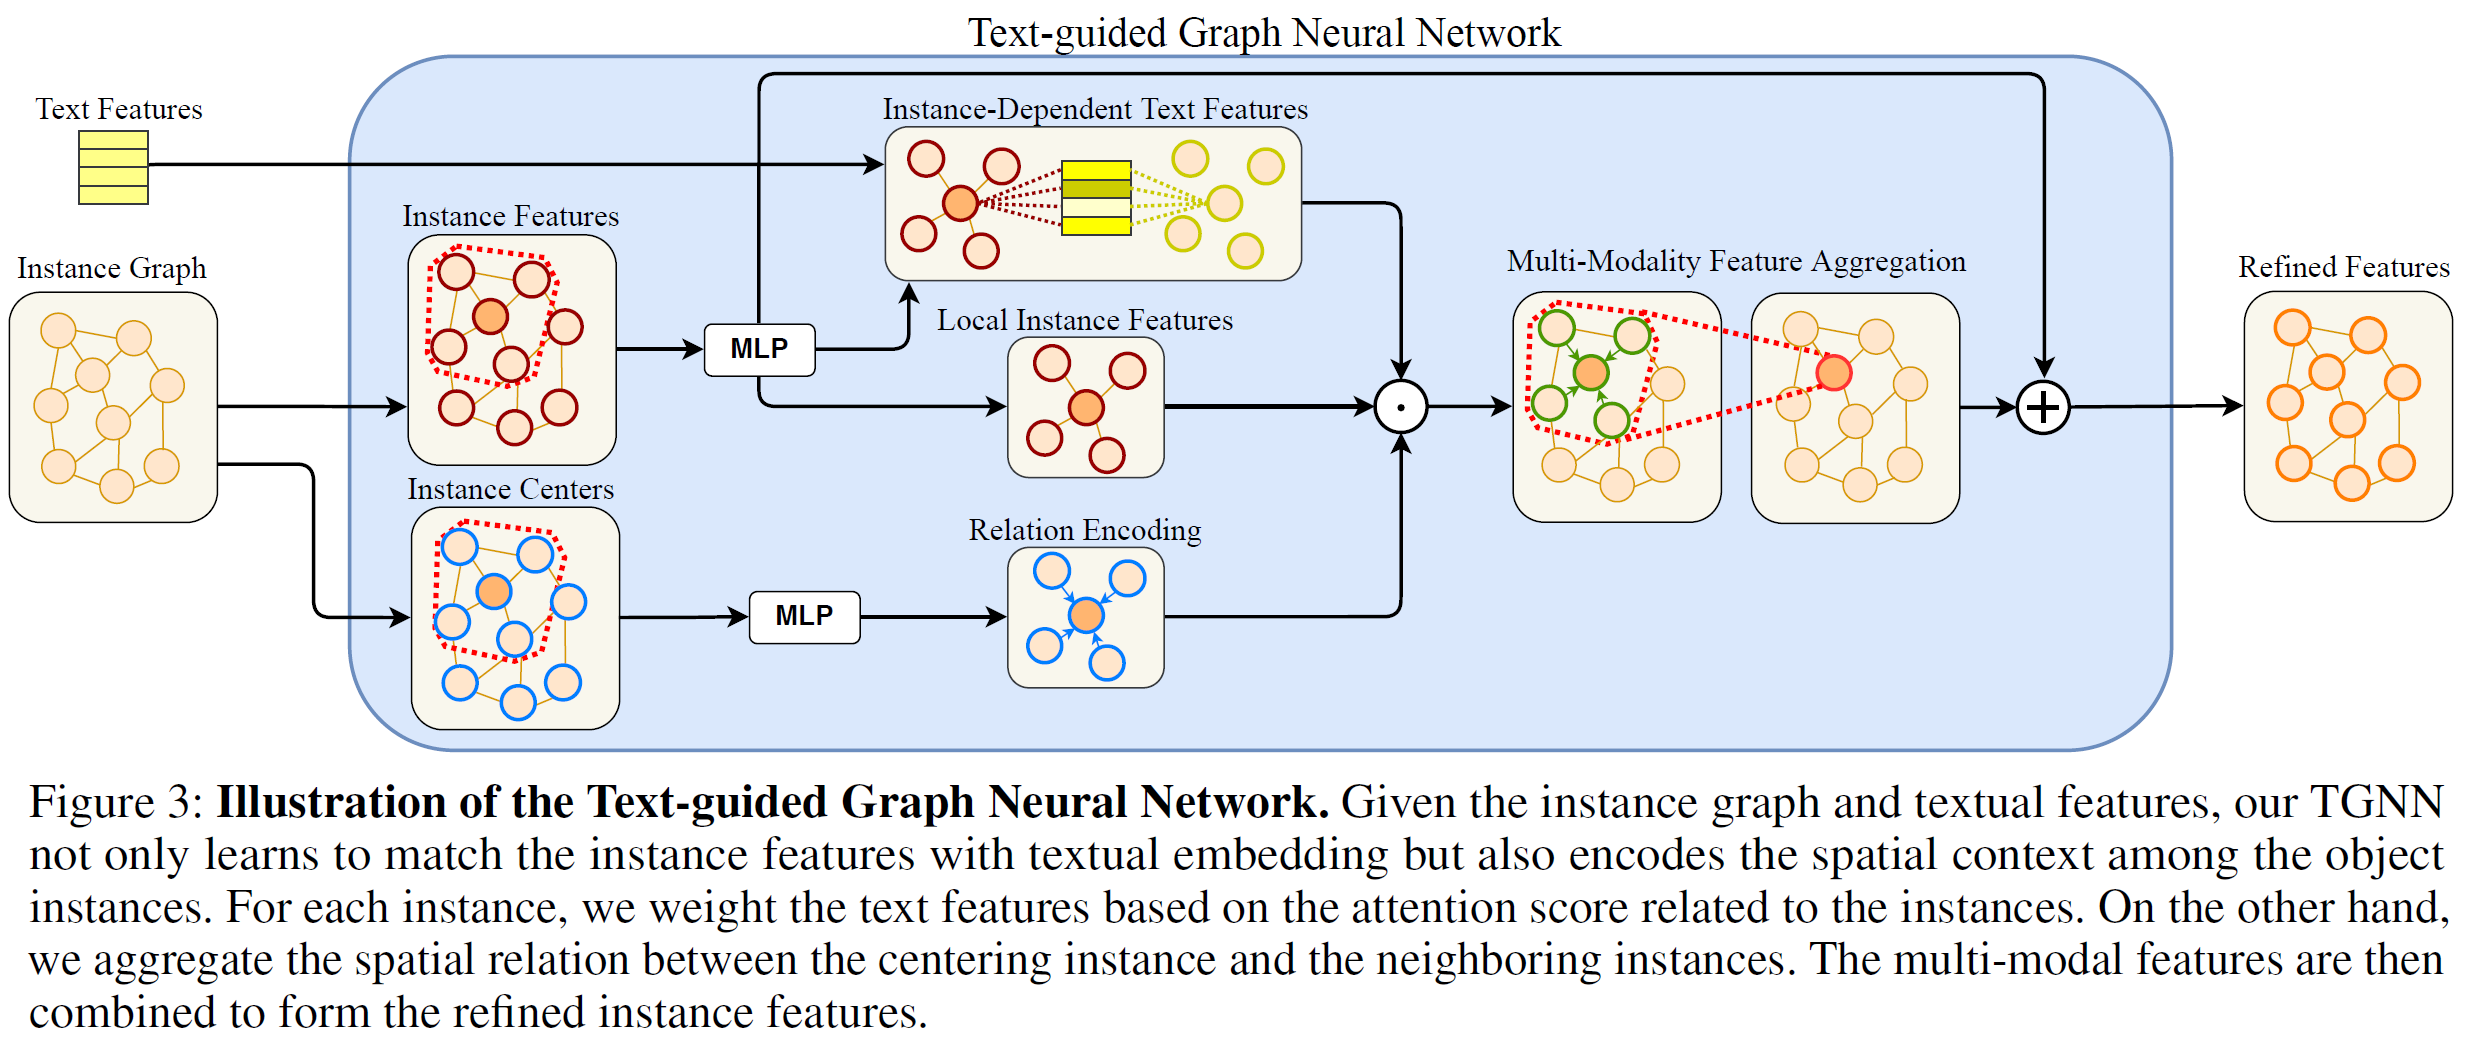 Text-guided Graph Neural Network
Text Features
Instance-Dependent Text Features
Instance Features
Instance Graph
Multi-Modality Feature Aggregation
Refined Features
Local Instance Features
MLP
Instance Centers
Relation Encoding
MLP
Figure 3: Illustration of the Text-guided Graph Neural Network. Given the instance graph and textual features, our TGNN
not only learns to match the instance features with textual embedding but also encodes the spatial context among the object
instances. For each instance, we weight the text features based on the attention score related to the instances. On the other hand,
we aggregate the spatial relation between the centering instance and the neighboring instances. The multi-modal features are then
combined to form the refined instance features.